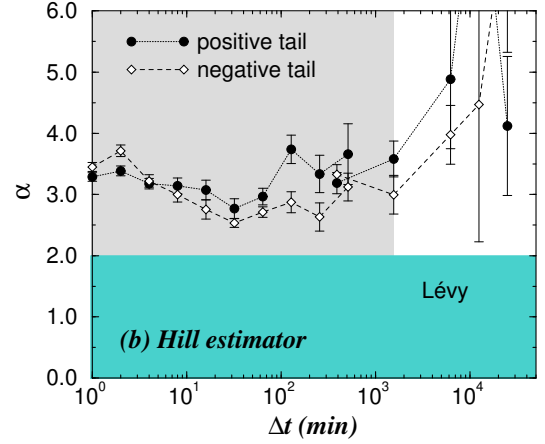 6.0
5.0
4.0
3.0
2.0
1.0
0.0
α
positive tail
negative tail
Lévy
(b) Hill estimator
10⁰ 10¹ 10² 10³ 10⁴
Δt (min)